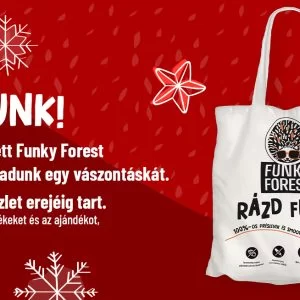 UNK!
ett Funky Forest
adunk egy vászontáskát.
zlet erejéig tart.
ékeket és az ajándékot,
FUNKY
FOREST
RÁZD F
100%-OS PRÉSELVEK ÉS SMOO